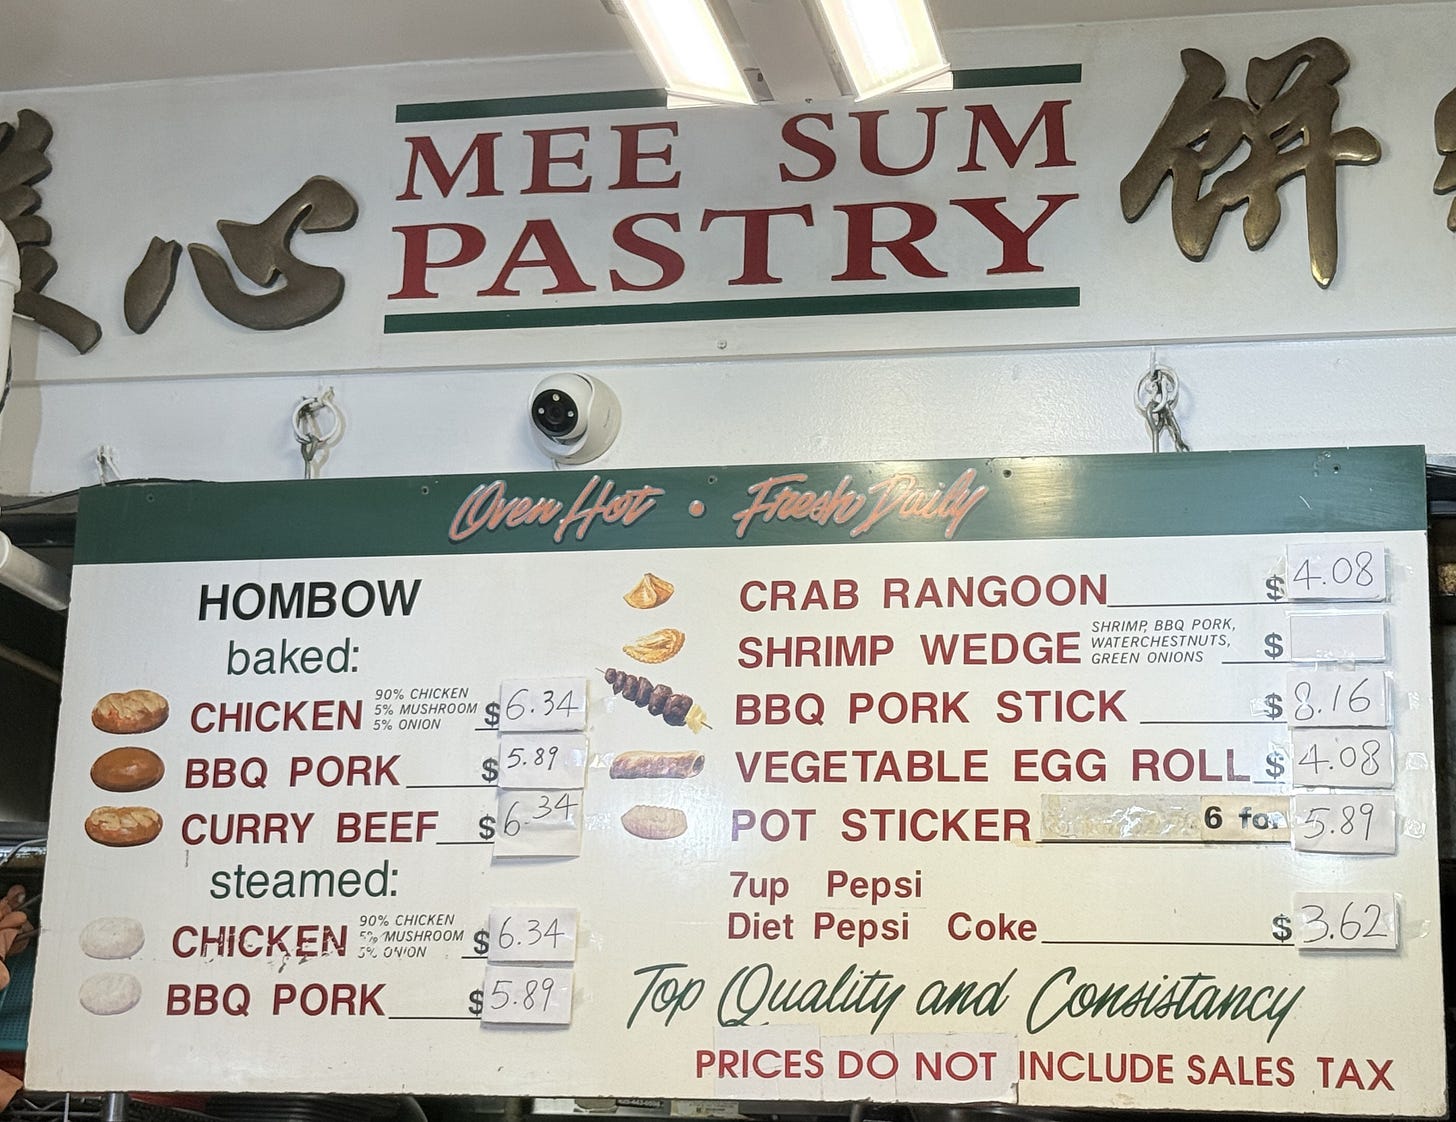 美心
MEE SUM
PASTRY
餅
Oven Hot • Fresh Daily
HOMBOW
baked:
CHICKEN 90% CHICKEN
5% MUSHROOM
5% ONION
$6.34
BBQ PORK $5.89
CURRY BEEF $6.34
steamed:
CHICKEN 90% CHICKEN
5% MUSHROOM
5% ONION
$6.34
BBQ PORK $5.89
CRAB RANGOON $4.08
SHRIMP WEDGE SHRIMP, BBQ PORK,
WATERCHESTNUTS,
GREEN ONIONS
$
BBQ PORK STICK $8.16
VEGETABLE EGG ROLL $4.08
POT STICKER 6 for 5.89
7up Pepsi
Diet Pepsi Coke $3.62
Top Quality and Consistancy
PRICES DO NOT INCLUDE SALES TAX